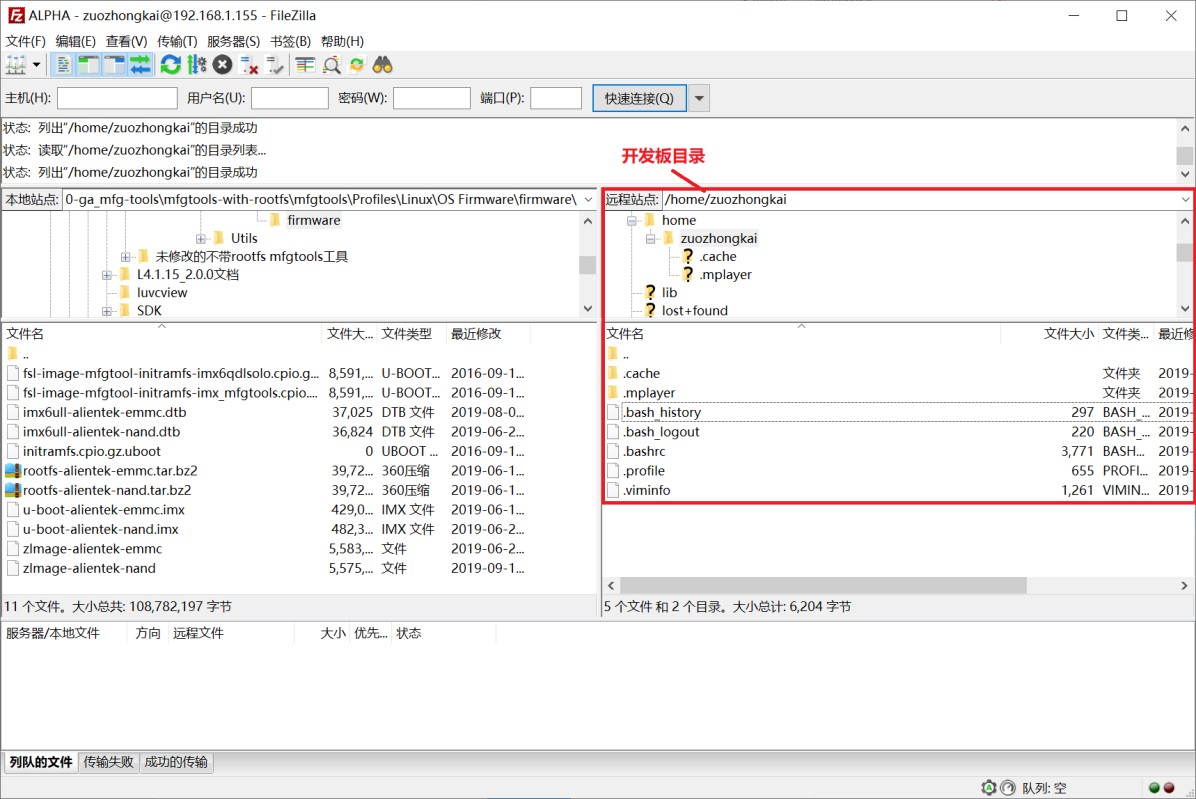 ALPHA - zuozhongkai@192.168.1.155 - FileZilla
文件(F) 编辑(E) 查看(V) 传输(T) 服务器(S) 书签(B) 帮助(H)
主机(H): 用户名(U): 密码(W): 端口(P): 快速连接(Q)
状态: 列出"/home/zuozhongkai"的目录成功
状态: 读取"/home/zuozhongkai"的目录列表...
状态: 列出"/home/zuozhongkai"的目录成功
开发板目录
本地站点: 0-ga_mfg-tools\mfgtools-with-rootfs\mfgtools\Profiles\Linux\OS Firmware\firmware\
firmware
Utils
未修改的不带rootfs mfgtools工具
L4.1.15_2.0.0文档
luvcview
SDK
远程站点: /home/zuozhongkai
home
zuozhongkai
.cache
.mplayer
lib
lost+found
文件名 文件大... 文件类型 最近修改
..
fsl-image-mfgtool-initramfs-imx6qdlsolo.cpio.g... 8,591,... U-BOOT... 2016-09-1...
fsl-image-mfgtool-initramfs-imx_mfgtools.cpio.... 8,591,... U-BOOT... 2016-09-1...
imx6ull-alientek-emmc.dtb 37,025 DTB 文件 2019-08-0...
imx6ull-alientek-nand.dtb 36,824 DTB 文件 2019-06-2...
initramfs.cpio.gz.uboot 0 UBOOT ... 2016-09-1...
rootfs-alientek-emmc.tar.bz2 39,72... 360压缩 2019-06-1...
rootfs-alientek-nand.tar.bz2 39,72... 360压缩 2019-06-1...
u-boot-alientek-emmc.imx 429,0... IMX 文件 2019-06-2...
u-boot-alientek-nand.imx 482,3... IMX 文件 2019-06-2...
zImage-alientek-emmc 5,583,... 文件 2019-06-2...
zImage-alientek-nand 5,575,... 文件 2019-09-1...
11 个文件。大小总共: 108,782,197 字节
文件名 文件大小 文件类... 最近修
..
.cache 文件夹 2019-
.mplayer 文件夹 2019-
.bash_history 297 BASH_... 2019-
.bash_logout 220 BASH_... 2019-
.bashrc 3,771 BASH... 2019-
.profile 655 PROFI... 2019-
.viminfo 1,261 VIMIN... 2019-
5 个文件 和 2 个目录。大小总计: 6,204 字节
服务器/本地文件 方向 远程文件 大小 优先... 状态
列队的文件 传输失败 成功的传输
队列: 空